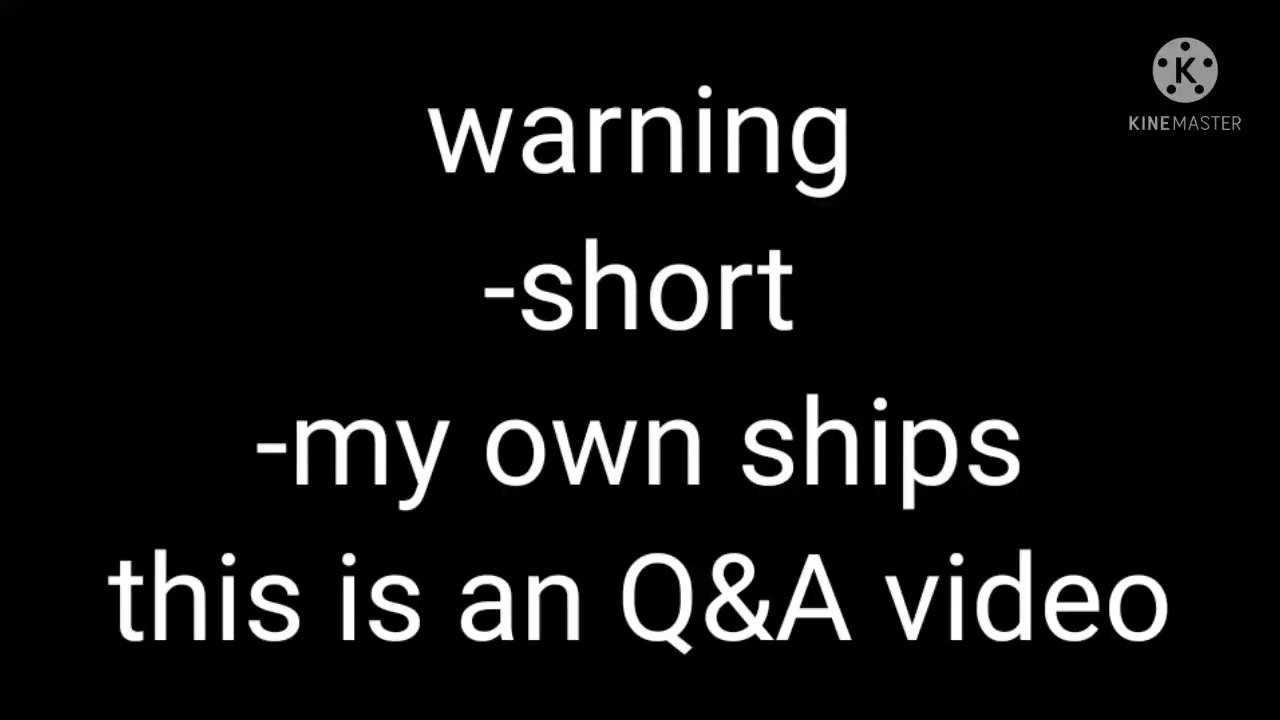 K
KINEMASTER
warning
-short
-my own ships
this is an Q&A video